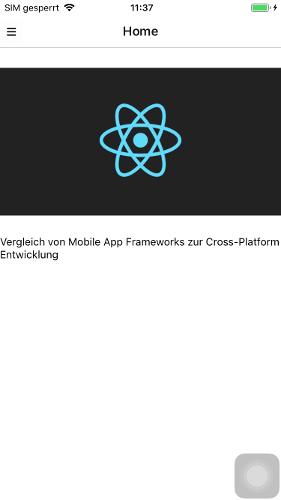 SIM gesperrt 11:37
Home
Vergleich von Mobile App Frameworks zur Cross-Platform
Entwicklung